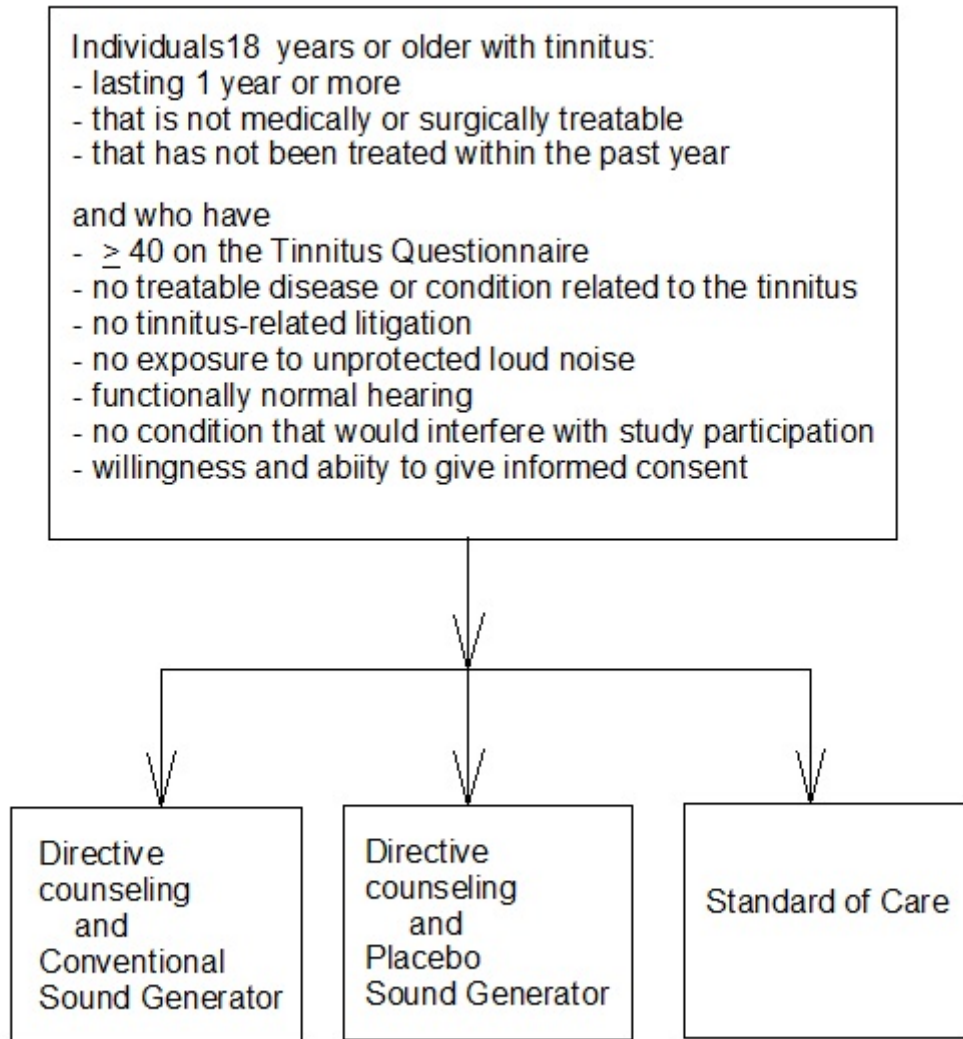 Individuals18  years or older with tinnitus:
- lasting 1 year or more
- that is not medically or surgically treatable
- that has not been treated within the past year
and who have
-  ≥ 40 on the Tinnitus Questionnaire
- no treatable disease or condition related to the tinnitus
- no tinnitus-related litigation
- no exposure to unprotected loud noise
- functionally normal hearing
- no condition that would interfere with study participation
- willingness and abiity to give informed consent
Directive
counseling
and
Conventional
Sound Generator
Directive
counseling
and
Placebo
Sound Generator
Standard of Care